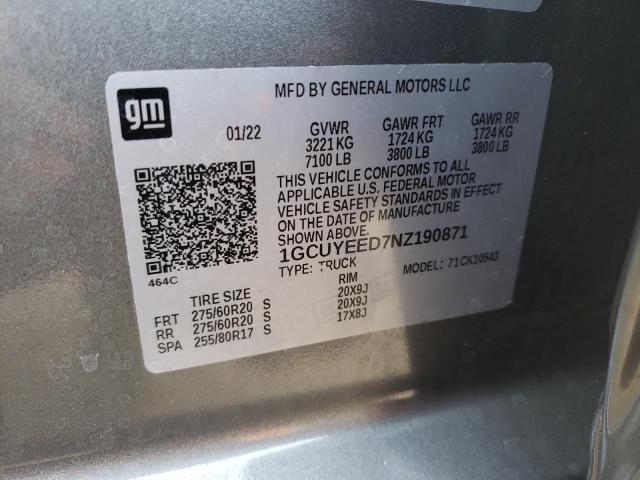 gm
MFD BY GENERAL MOTORS LLC
01/22
GVWR GAWR FRT GAWR RR
3221 KG 1724 KG 1724 KG
7100 LB 3800 LB 3800 LB
THIS VEHICLE CONFORMS TO ALL
APPLICABLE U.S. FEDERAL MOTOR
VEHICLE SAFETY STANDARDS IN EFFECT
ON THE DATE OF MANUFACTURE
SHOWN ABOVE.
1GCUYEED7NZ190871
TYPE: TRUCK MODEL: 71CK10543
464C
TIRE SIZE RIM
FRT 275/60R20 S 20X9J
RR 275/60R20 S 20X9J
SPA 255/80R17 S 17X8J